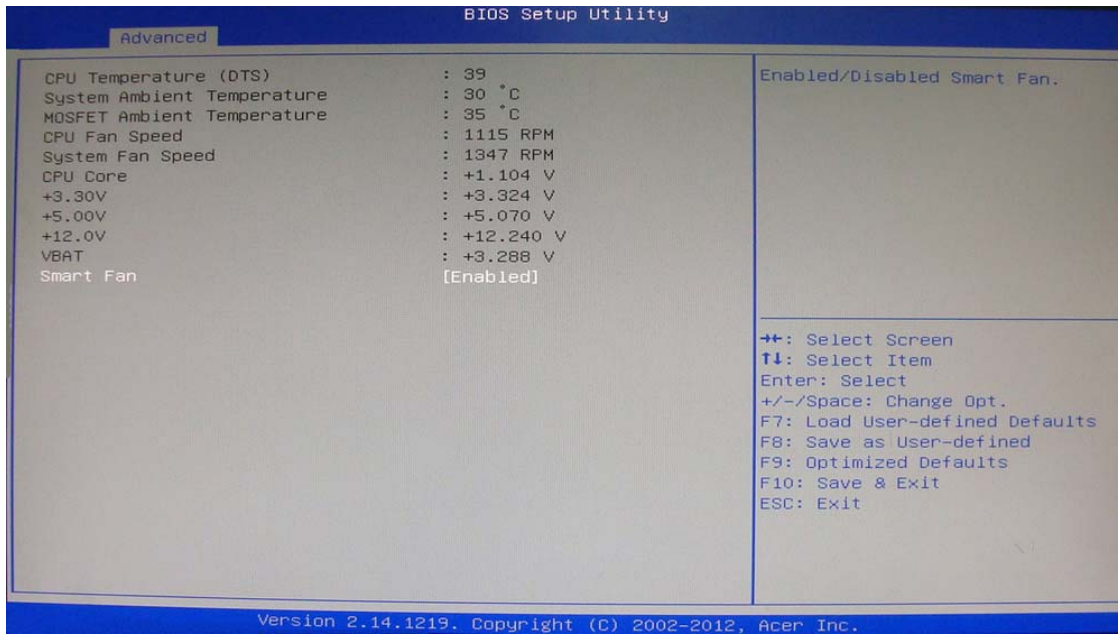 BIOS Setup Utility
Advanced
CPU Temperature (DTS) : 39
System Ambient Temperature : 30 °C
MOSFET Ambient Temperature : 35 °C
CPU Fan Speed : 1115 RPM
System Fan Speed : 1347 RPM
CPU Core : +1.104 V
+3.30V : +3.324 V
+5.00V : +5.070 V
+12.0V : +12.240 V
VBAT : +3.288 V
Smart Fan [Enabled]
Enabled/Disabled Smart Fan.
→←: Select Screen
↑↓: Select Item
Enter: Select
+/-/Space: Change Opt.
F7: Load User-defined Defaults
F8: Save as User-defined
F9: Optimized Defaults
F10: Save & Exit
ESC: Exit
Version 2.14.1219. Copyright (C) 2002-2012, Acer Inc.